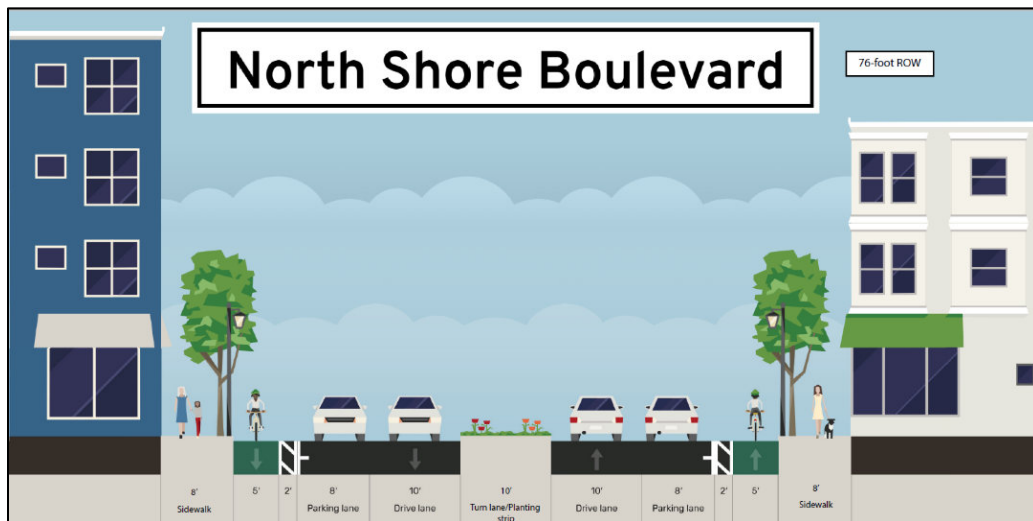 North Shore Boulevard
76-foot ROW
8' 5' 2' 8' 10' 10' 10' 8' 2' 5' 8'
Sidewalk Parking lane Drive lane Turn lane/Planting Drive lane Parking lane Sidewalk
strip